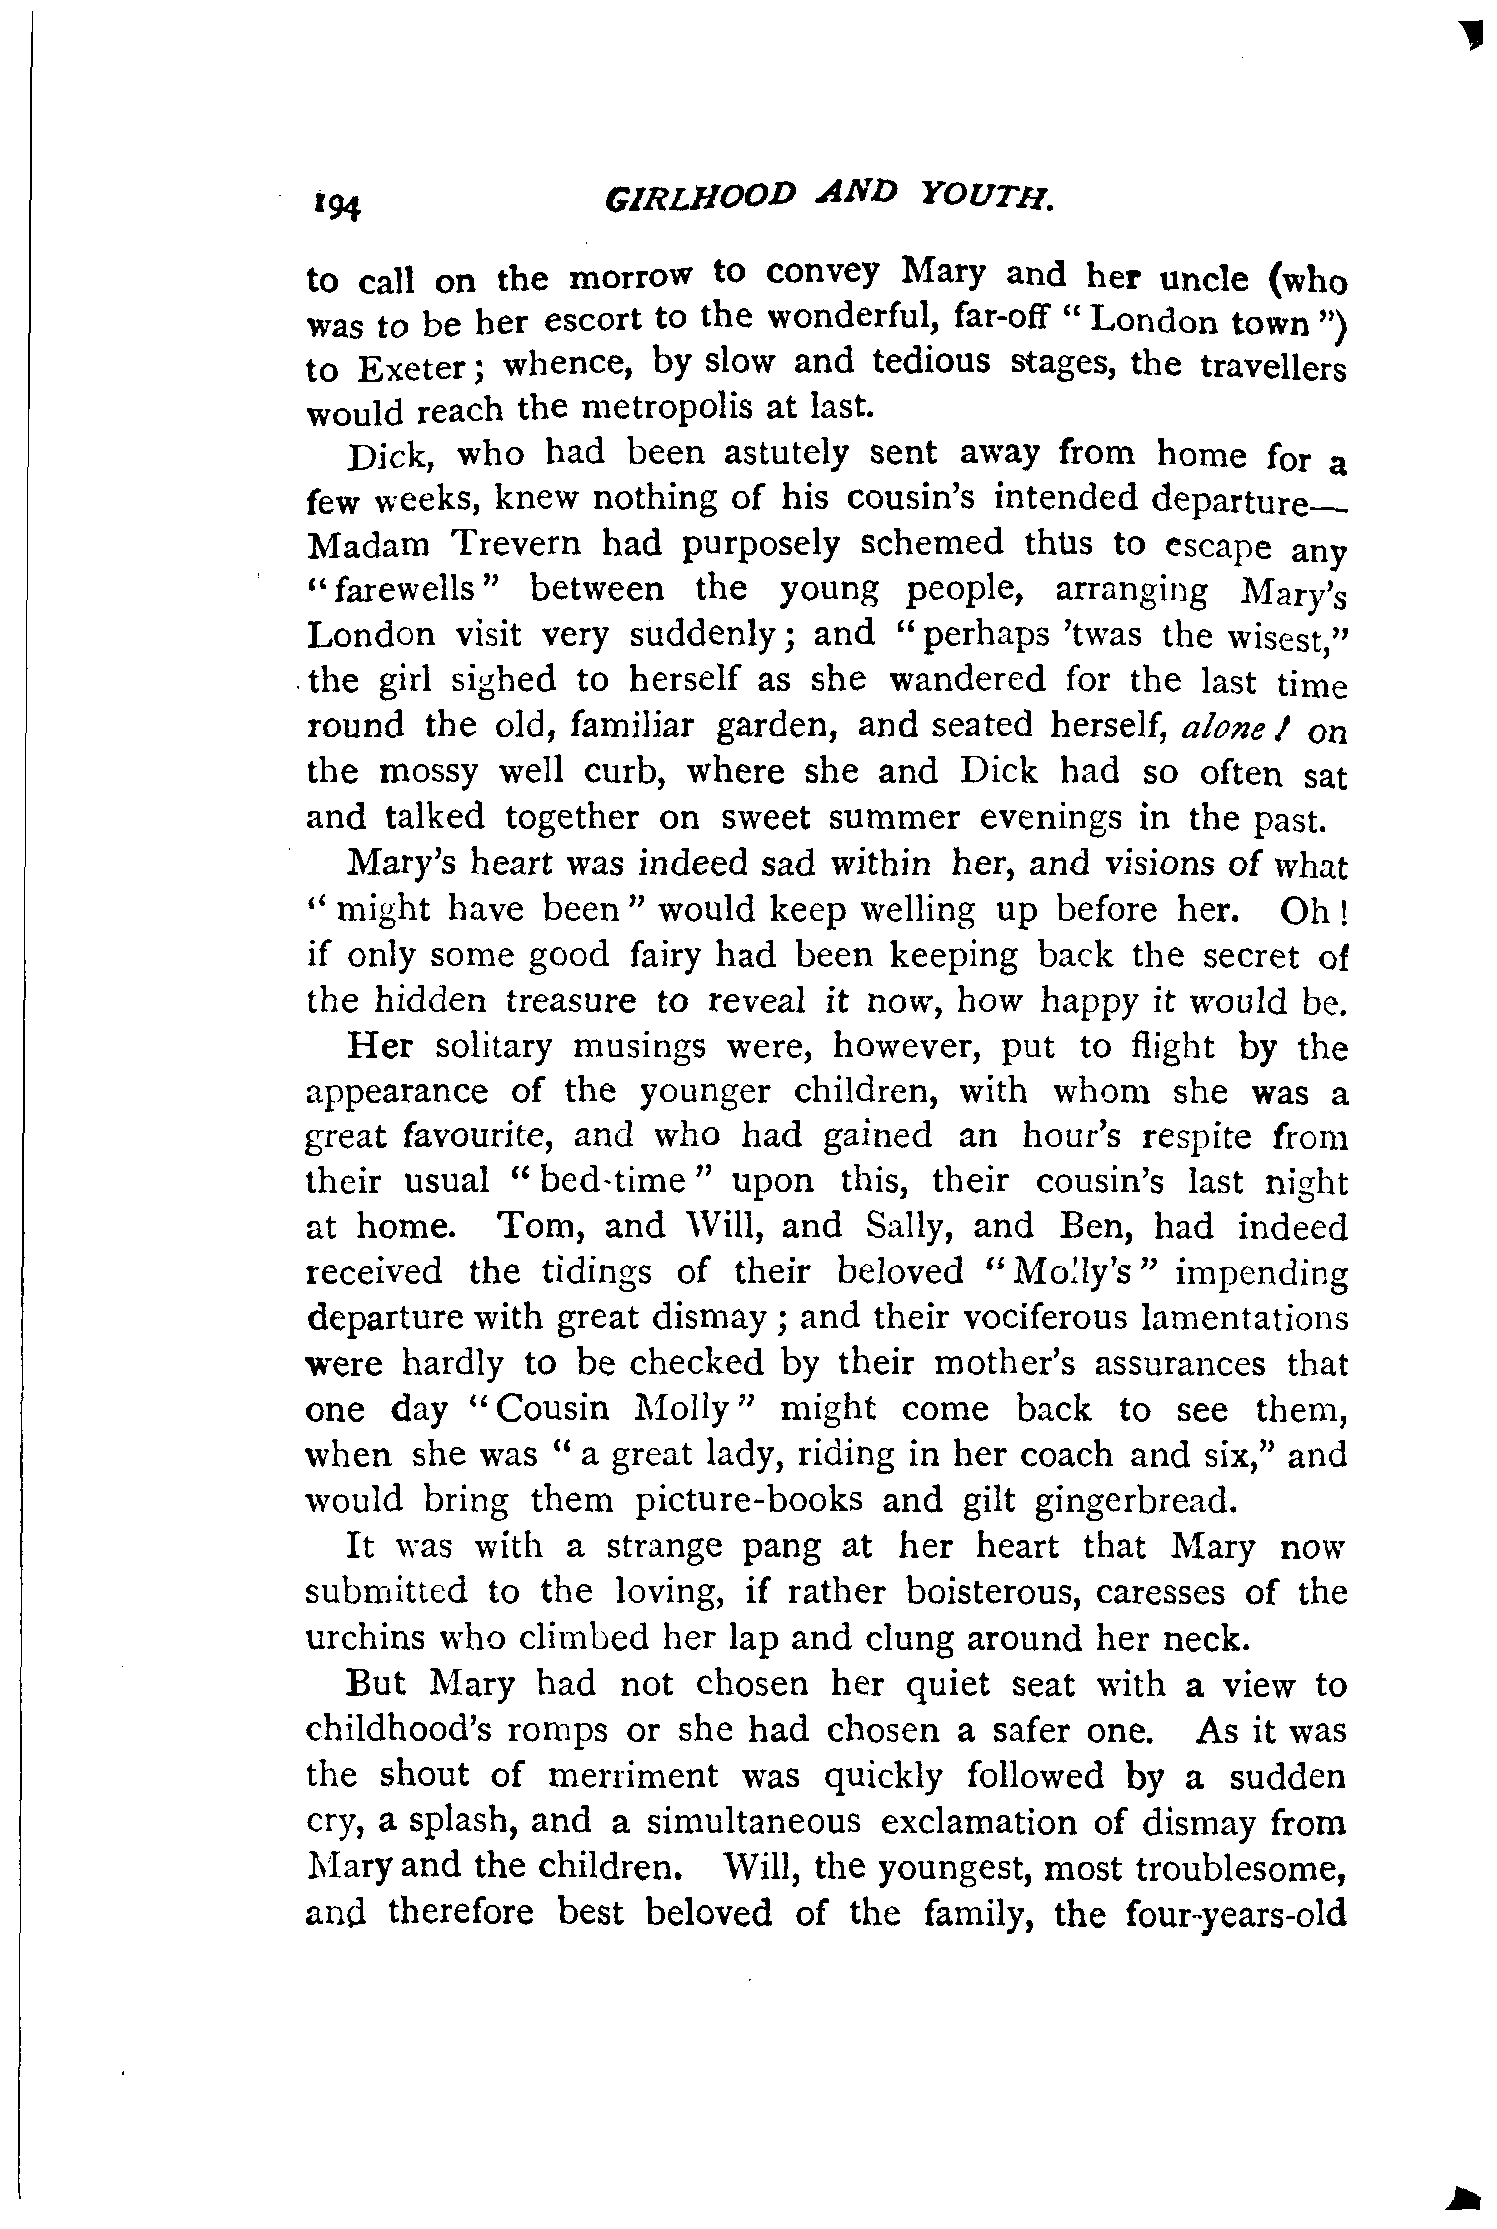 194 GIRLHOOD AND YOUTH.
to call on the morrow to convey Mary and her uncle (who
was to be her escort to the wonderful, far-off " London town ")
to Exeter ; whence, by slow and tedious stages, the travellers
would reach the metropolis at last.
Dick, who had been astutely sent away from home for a
few weeks, knew nothing of his cousin's intended departure—
Madam Trevern had purposely schemed thus to escape any
" farewells " between the young people, arranging Mary's
London visit very suddenly ; and " perhaps 'twas the wisest,"
the girl sighed to herself as she wandered for the last time
round the old, familiar garden, and seated herself, alone ! on
the mossy well curb, where she and Dick had so often sat
and talked together on sweet summer evenings in the past.
Mary's heart was indeed sad within her, and visions of what
" might have been " would keep welling up before her. Oh !
if only some good fairy had been keeping back the secret of
the hidden treasure to reveal it now, how happy it would be.
Her solitary musings were, however, put to flight by the
appearance of the younger children, with whom she was a
great favourite, and who had gained an hour's respite from
their usual " bed-time " upon this, their cousin's last night
at home. Tom, and Will, and Sally, and Ben, had indeed
received the tidings of their beloved " Molly's " impending
departure with great dismay ; and their vociferous lamentations
were hardly to be checked by their mother's assurances that
one day " Cousin Molly " might come back to see them,
when she was " a great lady, riding in her coach and six," and
would bring them picture-books and gilt gingerbread.
It was with a strange pang at her heart that Mary now
submitted to the loving, if rather boisterous, caresses of the
urchins who climbed her lap and clung around her neck.
But Mary had not chosen her quiet seat with a view to
childhood's romps or she had chosen a safer one. As it was
the shout of merriment was quickly followed by a sudden
cry, a splash, and a simultaneous exclamation of dismay from
Mary and the children. Will, the youngest, most troublesome,
and therefore best beloved of the family, the four-years-old